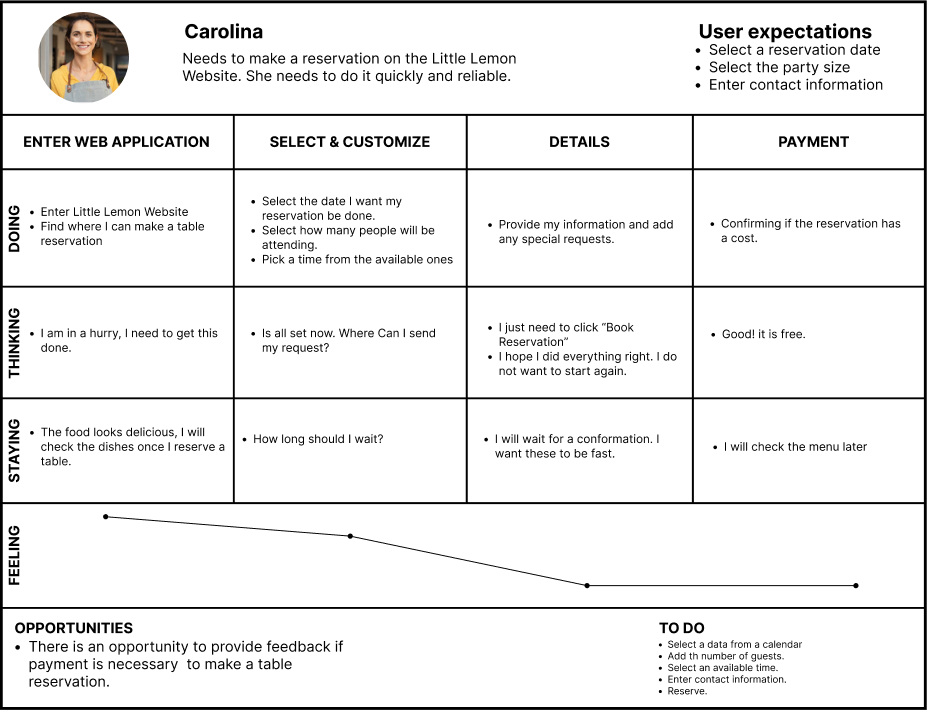 Carolina
Needs to make a reservation on the Little Lemon
Website. She needs to do it quickly and reliable.
User expectations
• Select a reservation date
• Select the party size
• Enter contact information
ENTER WEB APPLICATION
SELECT & CUSTOMIZE
DETAILS
PAYMENT
DOING
• Enter Little Lemon Website
• Find where I can make a table
reservation
• Select the date I want my
reservation be done.
• Select how many people will be
attending.
• Pick a time from the available ones
• Provide my information and add
any special requests.
• Confirming if the reservation has
a cost.
THINKING
• I am in a hurry, I need to get this
done.
• Is all set now. Where Can I send
my request?
• I just need to click “Book
Reservation”
• I hope I did everything right. I do
not want to start again.
• Good! it is free.
STAYING
• The food looks delicious, I will
check the dishes once I reserve a
table.
• How long should I wait?
• I will wait for a conformation. I
want these to be fast.
• I will check the menu later
FEELING
OPPORTUNITIES
• There is an opportunity to provide feedback if
payment is necessary to make a table
reservation.
TO DO
• Select a data from a calendar
• Add th number of guests.
• Select an available time.
• Enter contact information.
• Reserve.